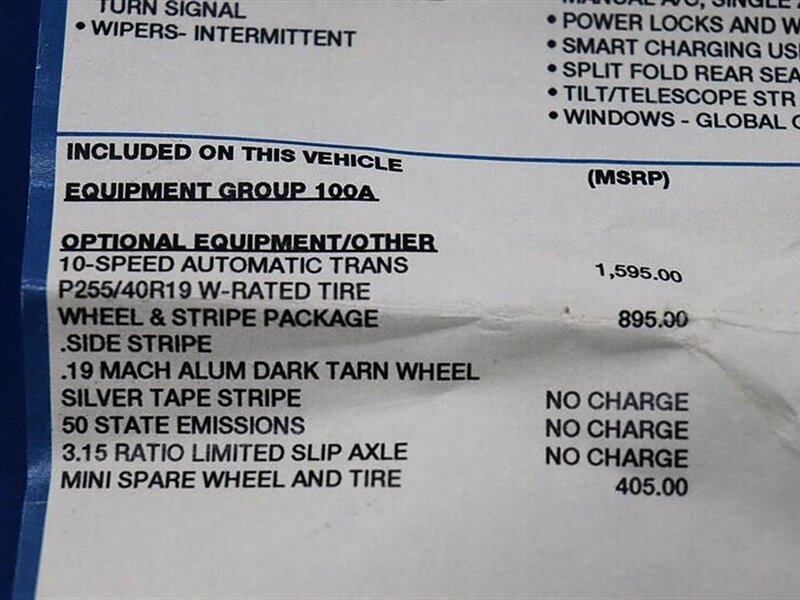 TURN SIGNAL
• WIPERS- INTERMITTENT
MANUAL A/C, SINGLE
• POWER LOCKS AND
• SMART CHARGING
• SPLIT FOLD REAR
• TILT/TELESCOPE STR
• WINDOWS - GLOBAL
INCLUDED ON THIS VEHICLE
(MSRP)
EQUIPMENT GROUP 100A
OPTIONAL EQUIPMENT/OTHER
10-SPEED AUTOMATIC TRANS 1,595.00
P255/40R19 W-RATED TIRE
WHEEL & STRIPE PACKAGE 895.00
.SIDE STRIPE
.19 MACH ALUM DARK TARN WHEEL
SILVER TAPE STRIPE NO CHARGE
50 STATE EMISSIONS NO CHARGE
3.15 RATIO LIMITED SLIP AXLE NO CHARGE
MINI SPARE WHEEL AND TIRE 405.00